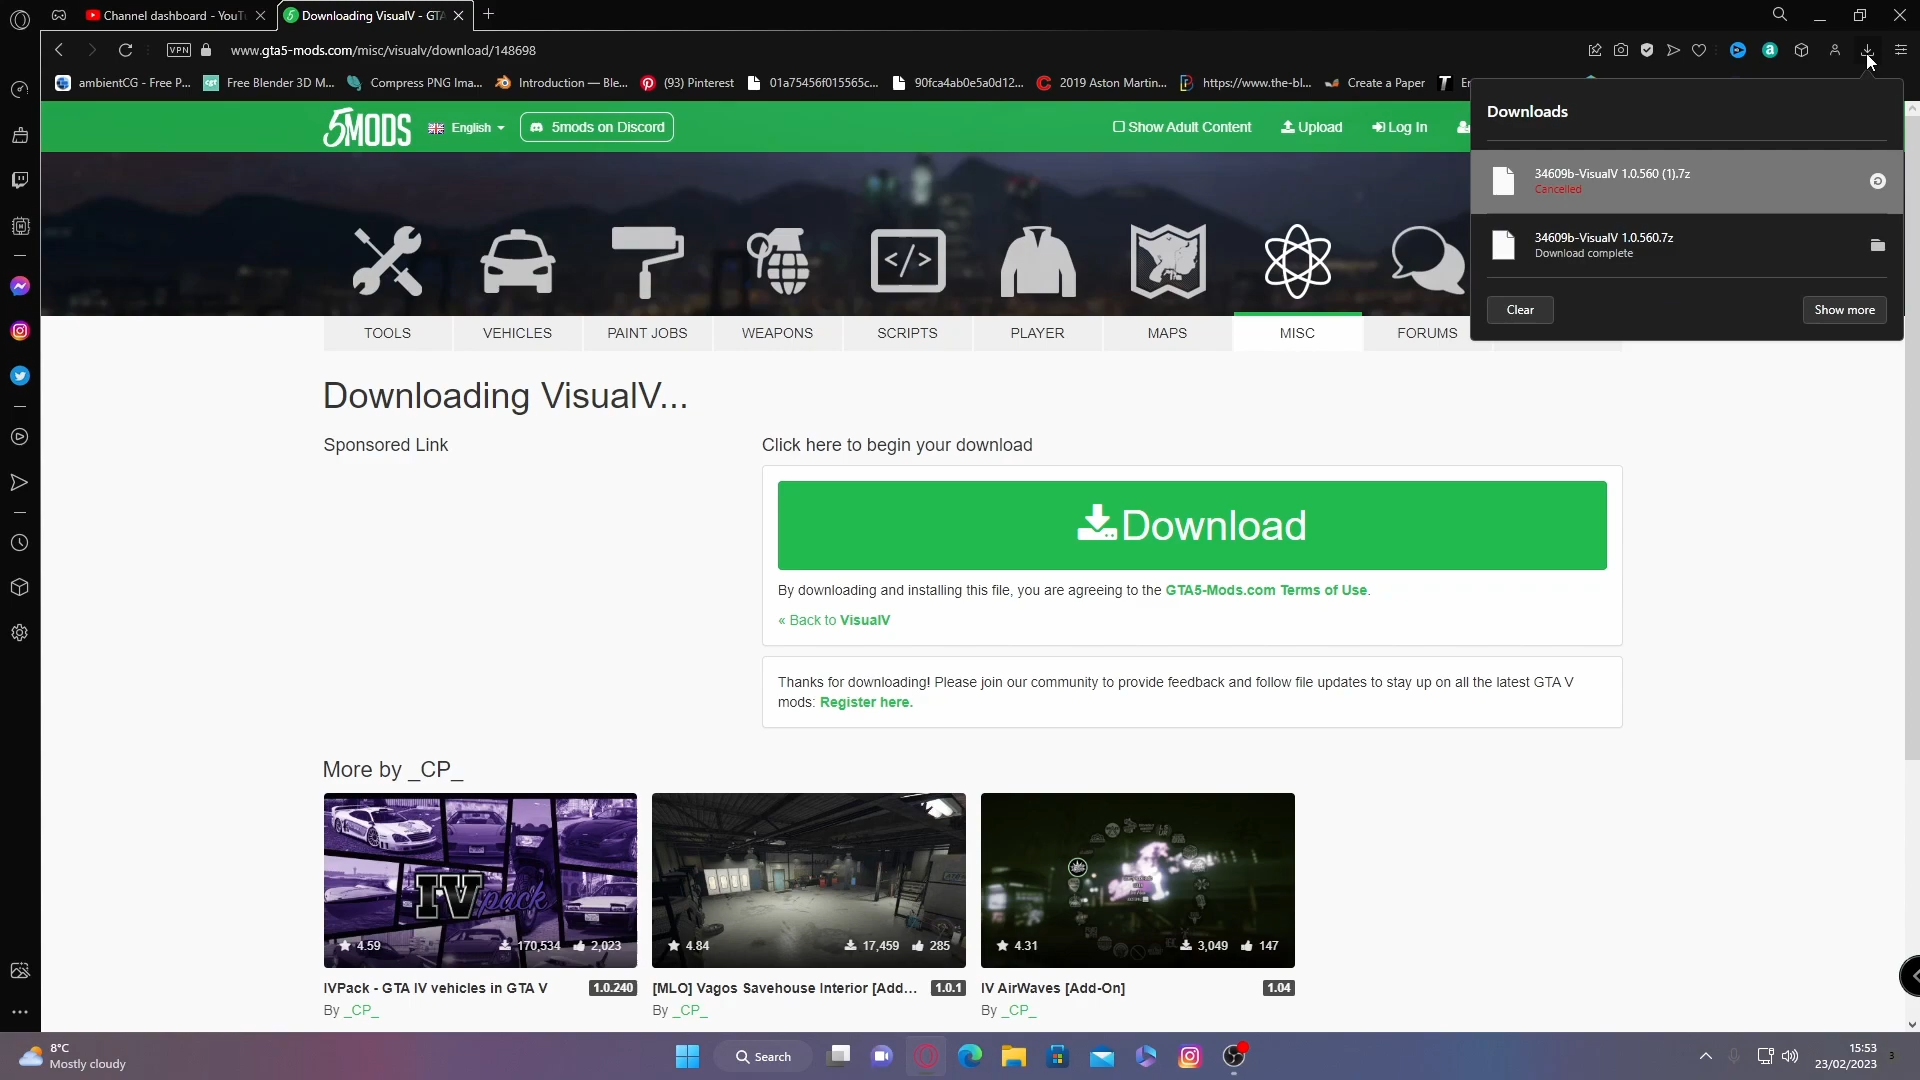 Channel dashboard - YouT
Downloading VisualV - GTA
VPN
www.gta5-mods.com/misc/visualv/download/148698
ambientCG - Free P...
Free Blender 3D M...
Compress PNG Ima...
Introduction — Ble...
(93) Pinterest
01a75456f015565c...
90fca4ab0e5a0d12...
2019 Aston Martin...
https://www.the-bl...
Create a Paper
Downloads
34609b-VisualV 1.0.560 (1).7z
Cancelled
34609b-VisualV 1.0.560.7z
Download complete
Clear
Show more
5MODS
English
5mods on Discord
Show Adult Content
Upload
Log In
TOOLS
VEHICLES
PAINT JOBS
WEAPONS
SCRIPTS
PLAYER
MAPS
MISC
FORUMS
Downloading VisualV...
Sponsored Link
Click here to begin your download
Download
By downloading and installing this file, you are agreeing to the GTA5-Mods.com Terms of Use.
« Back to VisualV
Thanks for downloading! Please join our community to provide feedback and follow file updates to stay up on all the latest GTA V
mods: Register here.
More by _CP_
IV pack
4.59
170,534
2,023
4.84
17,459
285
4.31
3,049
147
IVPack - GTA IV vehicles in GTA V
1.0.240
[MLO] Vagos Savehouse Interior [Add...
1.0.1
IV AirWaves [Add-On]
1.04
By _CP_
By _CP_
By _CP_
8°C
Mostly cloudy
Search
15:53
23/02/2023
3